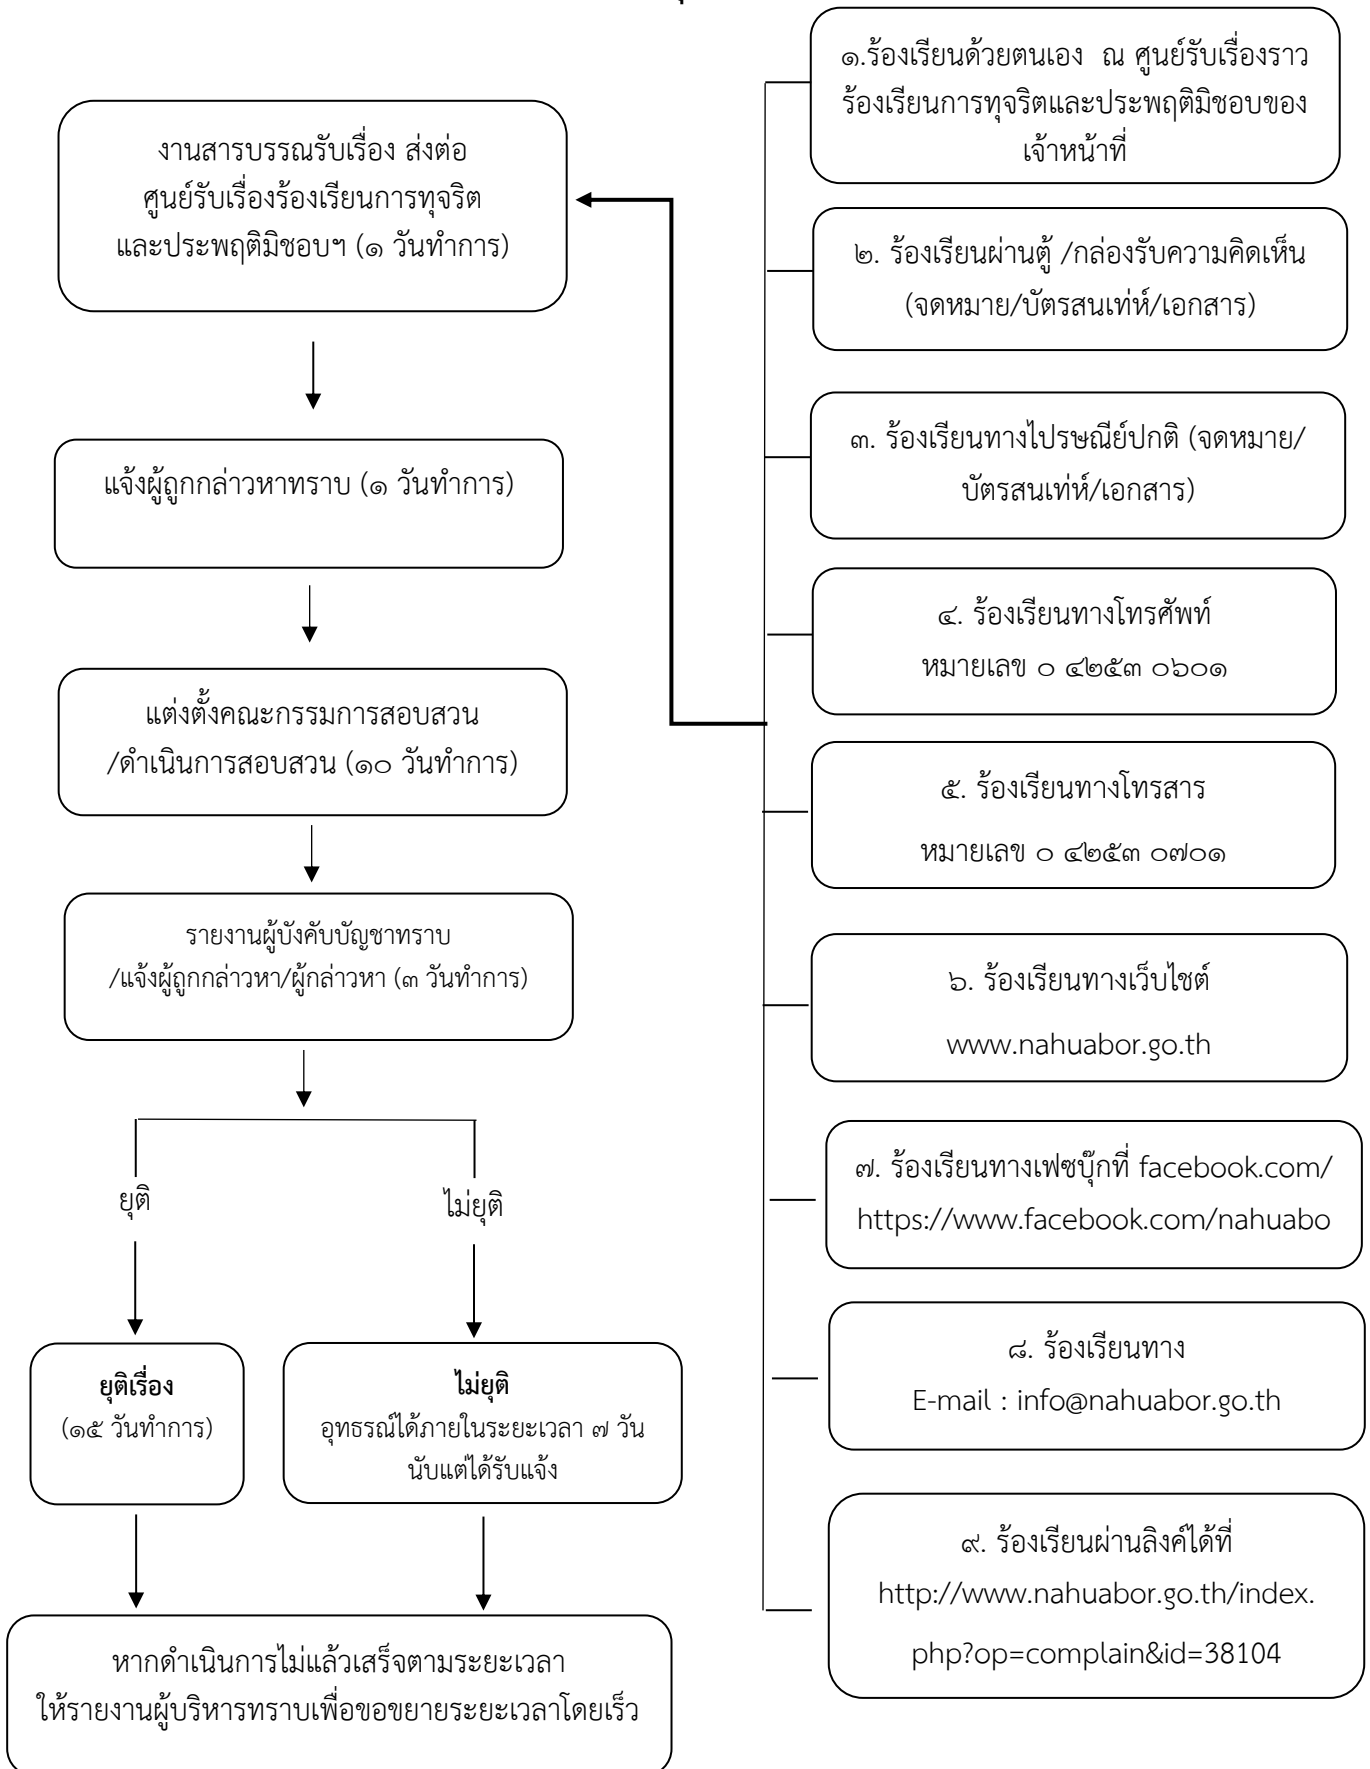 ๑.ร้องเรียนด้วยตนเอง ณ ศูนย์รับเรื่องราว
ร้องเรียนการทุจริตและประพฤติมิชอบของ
เจ้าหน้าที่
๒. ร้องเรียนผ่านตู้ /กล่องรับความคิดเห็น
(จดหมาย/บัตรสนเท่ห์/เอกสาร)
๓. ร้องเรียนทางไปรษณีย์ปกติ (จดหมาย/
บัตรสนเท่ห์/เอกสาร)
๔. ร้องเรียนทางโทรศัพท์
หมายเลข ๐ ๔๒๕๓ ๐๖๐๑
๕. ร้องเรียนทางโทรสาร
หมายเลข ๐ ๔๒๕๓ ๐๗๐๑
๖. ร้องเรียนทางเว็บไซต์
www.nahuabor.go.th
๗. ร้องเรียนทางเฟซบุ๊กที่ facebook.com/
https://www.facebook.com/nahuabo
๘. ร้องเรียนทาง
E-mail : info@nahuabor.go.th
๙. ร้องเรียนผ่านลิงค์ได้ที่
http://www.nahuabor.go.th/index.
php?op=complain&id=38104
งานสารบรรณรับเรื่อง ส่งต่อ
ศูนย์รับเรื่องร้องเรียนการทุจริต
และประพฤติมิชอบฯ (๑ วันทำการ)
แจ้งผู้ถูกกล่าวหาทราบ (๑ วันทำการ)
แต่งตั้งคณะกรรมการสอบสวน
/ดำเนินการสอบสวน (๑๐ วันทำการ)
รายงานผู้บังคับบัญชาทราบ
/แจ้งผู้ถูกกล่าวหา/ผู้กล่าวหา (๓ วันทำการ)
ยุติ
ไม่ยุติ
ยุติเรื่อง
(๑๕ วันทำการ)
ไม่ยุติ
อุทธรณ์ได้ภายในระยะเวลา ๗ วัน
นับแต่ได้รับแจ้ง
หากดำเนินการไม่แล้วเสร็จตามระยะเวลา
ให้รายงานผู้บริหารทราบเพื่อขอขยายระยะเวลาโดยเร็ว